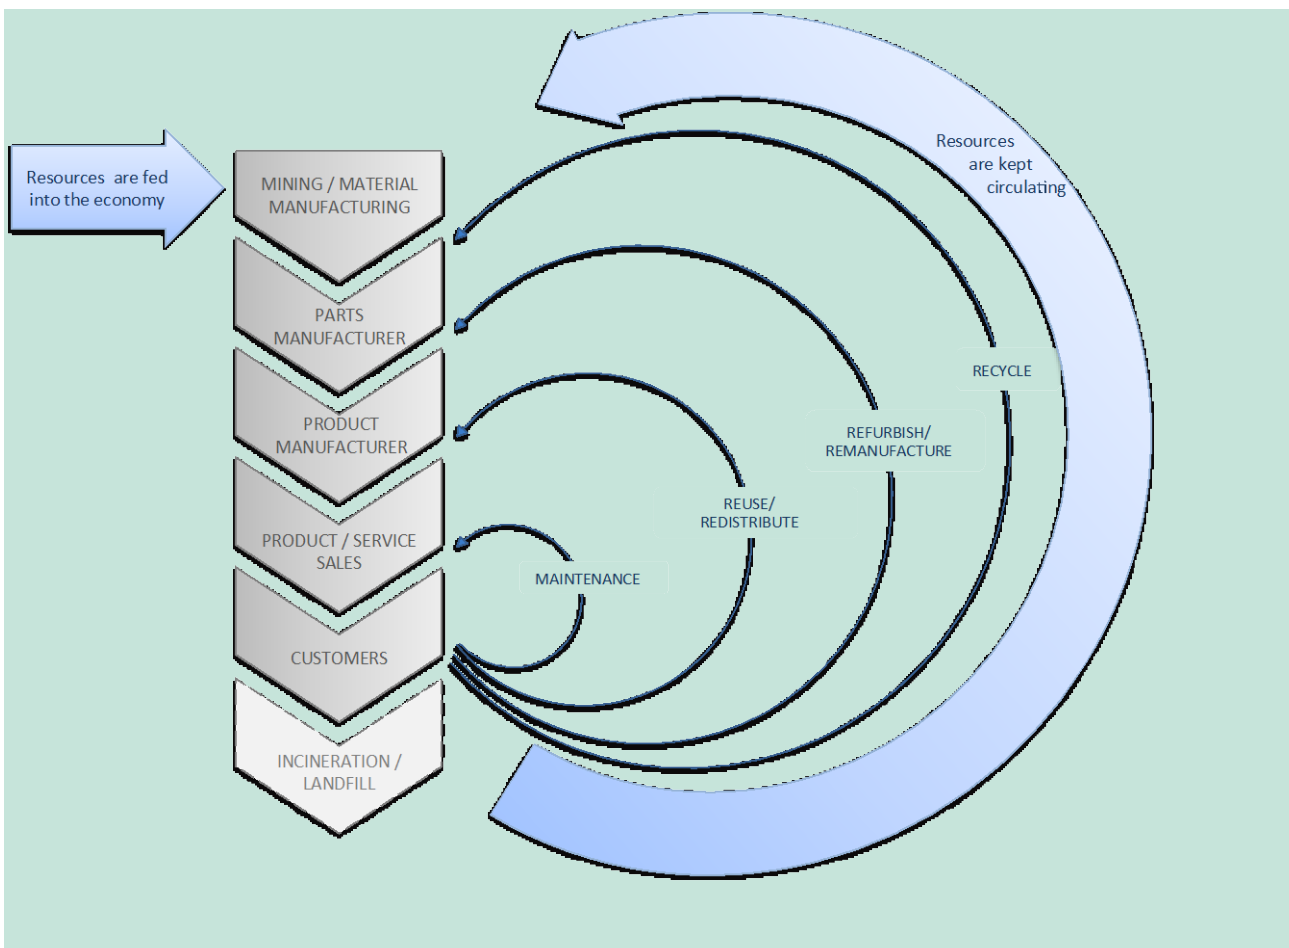 Resources are fed
into the economy
MINING / MATERIAL
MANUFACTURING
PARTS
MANUFACTURER
PRODUCT
MANUFACTURER
PRODUCT / SERVICE
SALES
CUSTOMERS
INCINERATION /
LANDFILL
MAINTENANCE
REUSE/
REDISTRIBUTE
REFURBISH/
REMANUFACTURE
RECYCLE
Resources
are kept
circulating